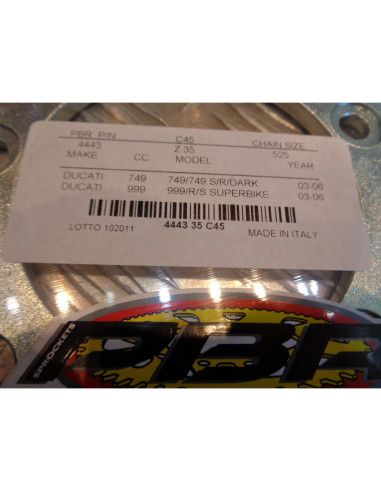 PBR P/N C45 CHAIN SIZE
4443 Z 35 525
MAKE CC MODEL YEAR
DUCATI 749 749/749 S/R/DARK 03-06
DUCATI 999 999/R/S SUPERBIKE 03-06
LOTTO 102011 4443 35 C45 MADE IN ITALY
SPROCKETS
PBR